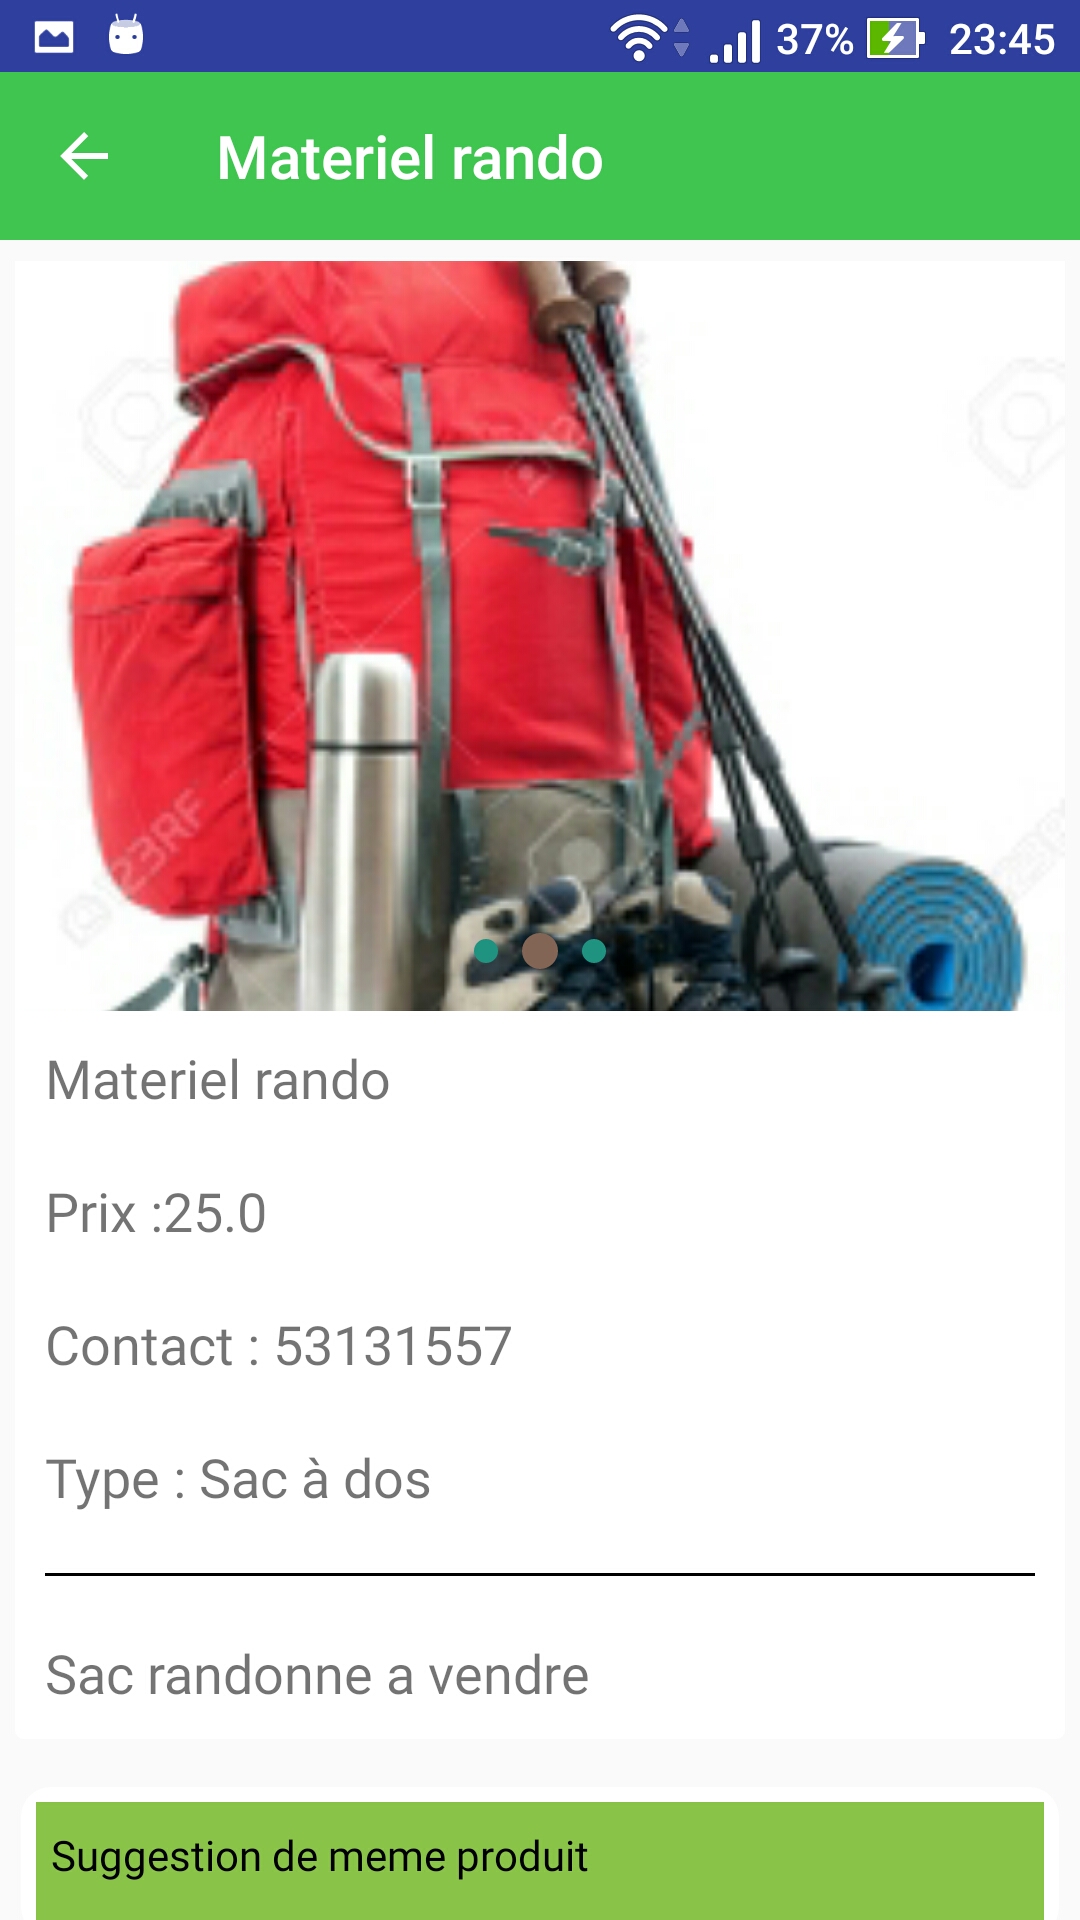 37% 23:45
Materiel rando
©123RF
Materiel rando
Prix :25.0
Contact : 53131557
Type : Sac à dos
Sac randonne a vendre
Suggestion de meme produit